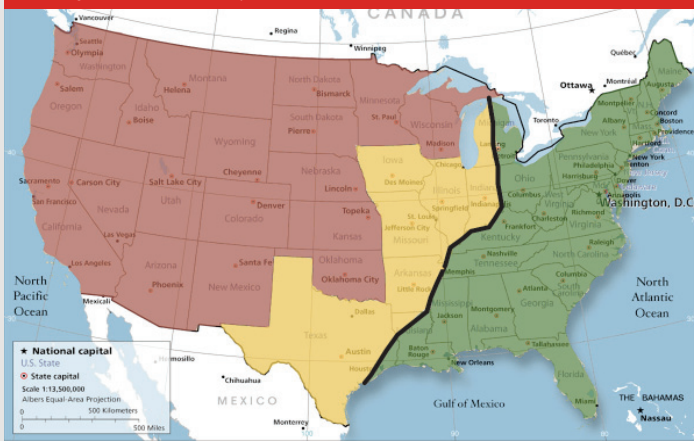 CANADA
Vancouver
Regina
Winnipeg
Seattle
Olympia
Washington
Montana
North Dakota
Québec
Maine
Helena
Bismarck
Minnesota
Ottawa
Montréal
Augusta
Salem
Oregon
Idaho
Boise
South Dakota
Pierre
St. Paul
Wisconsin
Michigan
Toronto
Montpelier
N.H.
Concord
Albany
Boston
New York
Providence
Wyoming
Madison
Lansing
Hartford
Iowa
Chicago
Pennsylvania
New York
Nebraska
Des Moines
Ohio
Philadelphia
Harrisburg
Dover
Sacramento
Carson City
Salt Lake City
Cheyenne
Lincoln
Illinois
Indiana
Columbus
Annapolis
San Francisco
Nevada
Utah
Denver
Colorado
Topeka
Springfield
Indianapolis
Washington, D.C
California
Kansas
St. Louis
Jefferson City
Missouri
Frankfort
Charleston
Richmond
Virginia
Kentucky
Las Vegas
Nashville
Tennessee
Raleigh
North Carolina
Los Angeles
Arizona
Santa Fe
Oklahoma
Oklahoma City
Arkansas
Memphis
Columbia
South
Carolina
North
Pacific
Ocean
Phoenix
New Mexico
Little Rock
Atlanta
Georgia
North
Atlantic
Ocean
Mexicali
Dallas
Mississippi
Jackson
Montgomery
Alabama
Texas
Austin
Baton
Rouge
Tallahassee
Houston
New Orleans
Florida
Miami
National capital
U.S. State
State capital
Scale 1:13,500,000
Albers Equal-Area Projection
0 500 Kilometers
0 500 Miles
Hermosillo
Chihuahua
MEXICO
Monterrey
Gulf of Mexico
THE BAHAMAS
Nassau